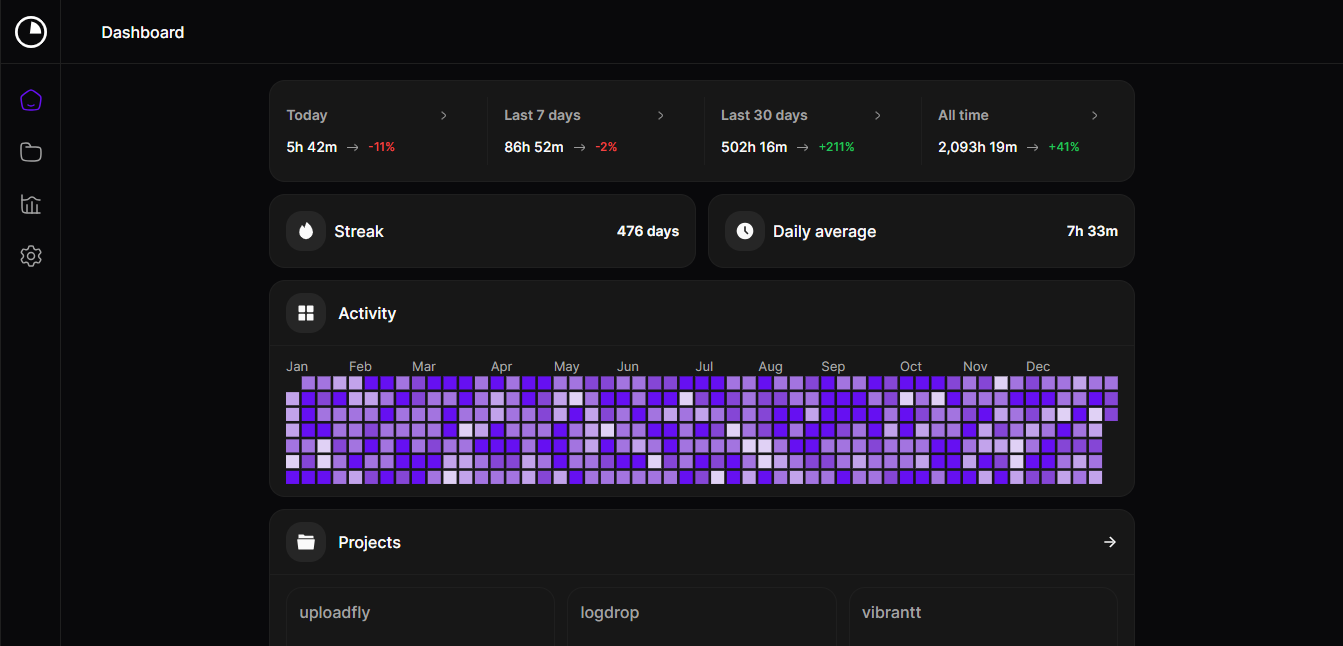 Dashboard
Today Last 7 days Last 30 days All time
5h 42m → -11% 86h 52m → -2% 502h 16m → +211% 2,093h 19m → +41%
Streak 476 days Daily average 7h 33m
Activity
Jan Feb Mar Apr May Jun Jul Aug Sep Oct Nov Dec
Projects
uploadfly logdrop vibrantt